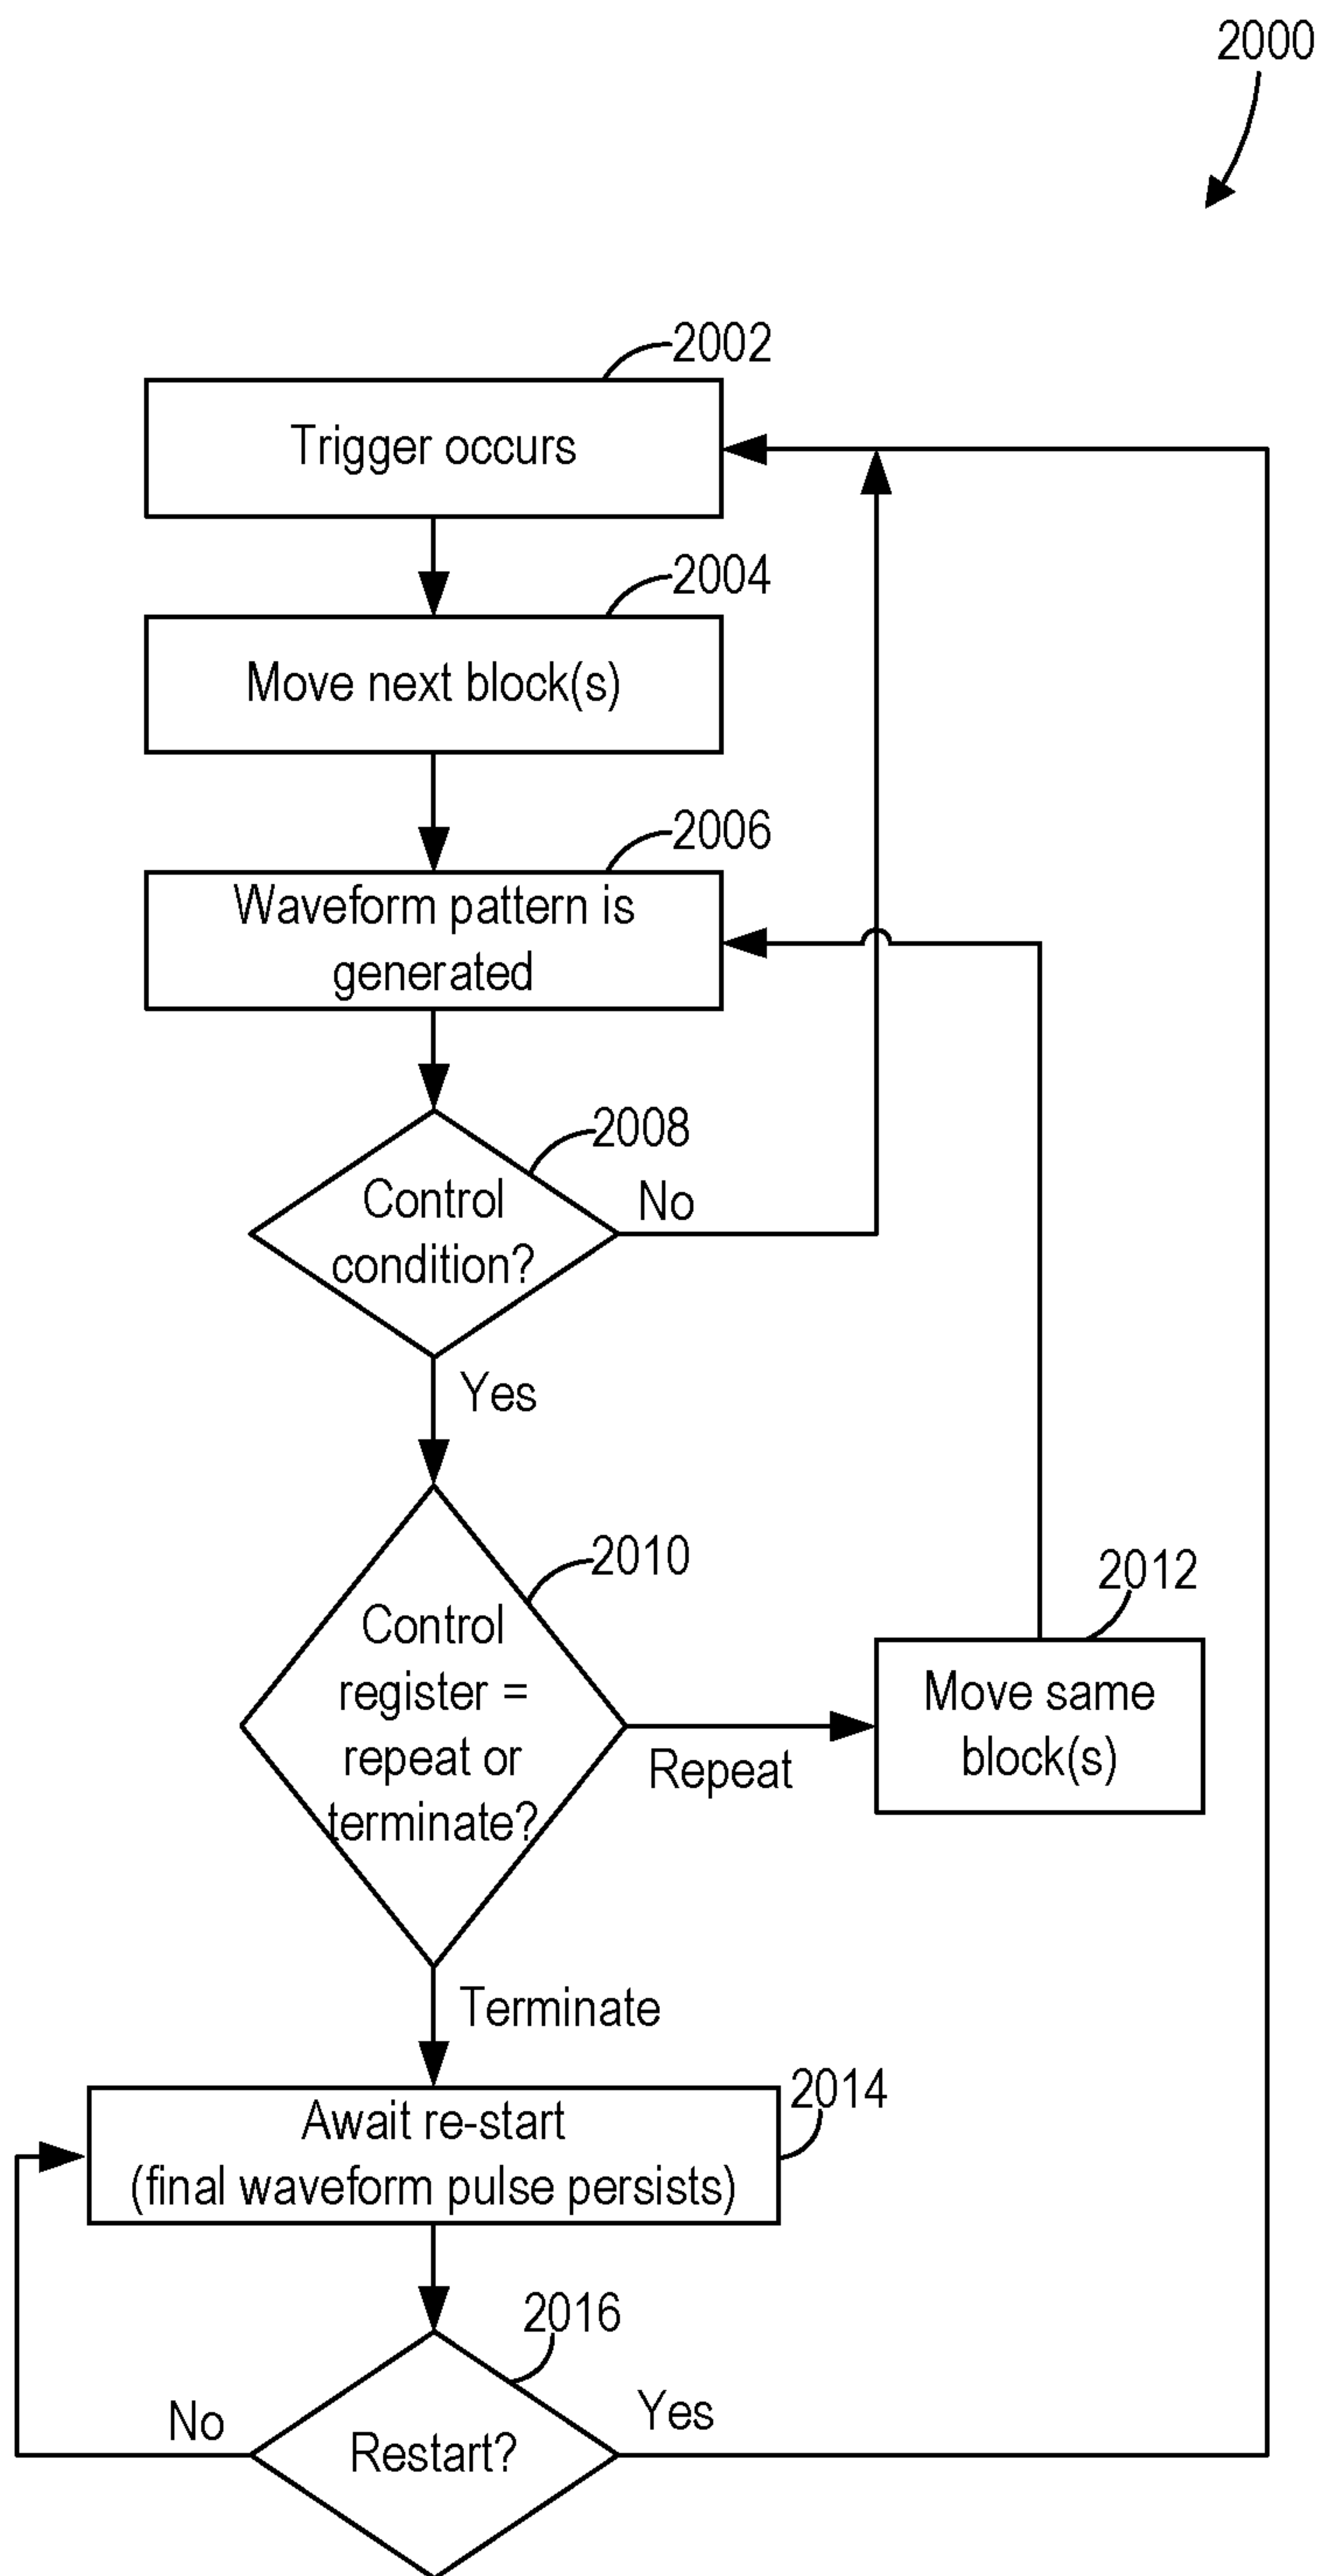 2000
2002
Trigger occurs
2004
Move next block(s)
2006
Waveform pattern is
generated
2008
Control
condition?
No
Yes
2010
Control
register =
repeat or
terminate?
Repeat
2012
Move same
block(s)
Terminate
2014
Await re-start
(final waveform pulse persists)
2016
Restart?
No
Yes